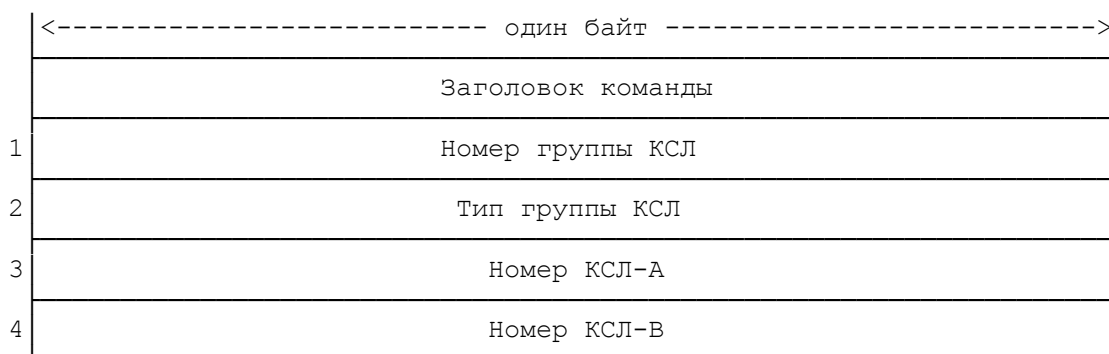 <--------------------------- один байт --------------------------->
Заголовок команды
1 Номер группы КСЛ
2 Тип группы КСЛ
3 Номер КСЛ-А
4 Номер КСЛ-В